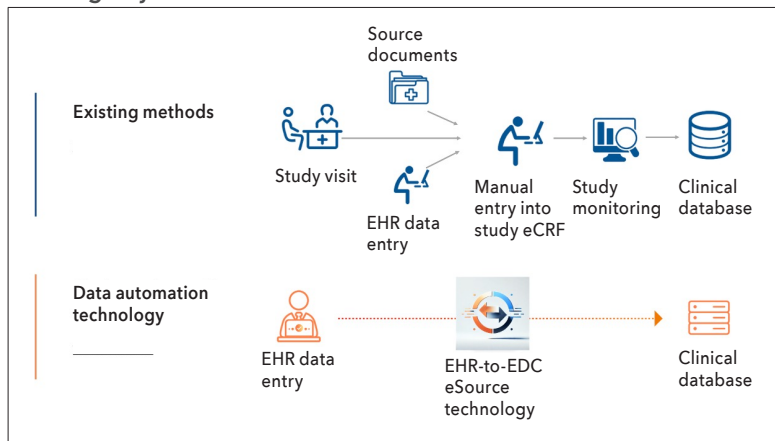 Source
documents
Existing methods
Study visit
EHR data
entry
Manual
entry into
study eCRF
Study
monitoring
Clinical
database
Data automation
technology
EHR data
entry
EHR-to-EDC
eSource
technology
Clinical
database